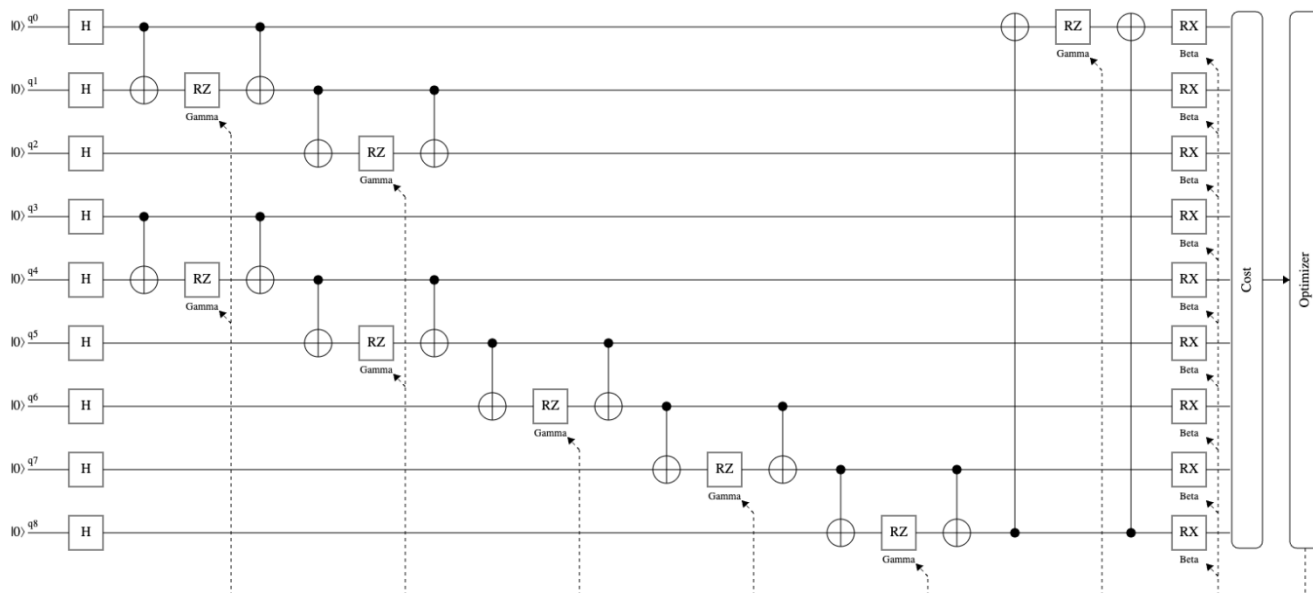 |0⟩ q0 H RZ RX
Gamma Beta
|0⟩ q1 H RZ RX
Gamma Beta
|0⟩ q2 H RZ RX
Gamma Beta
|0⟩ q3 H RX
Beta
|0⟩ q4 H RZ RX
Gamma Beta
|0⟩ q5 H RZ RX
Gamma Beta
|0⟩ q6 H RZ RX
Gamma Beta
|0⟩ q7 H RZ RX
Gamma Beta
|0⟩ q8 H RZ RX
Gamma Beta
Cost
Optimizer